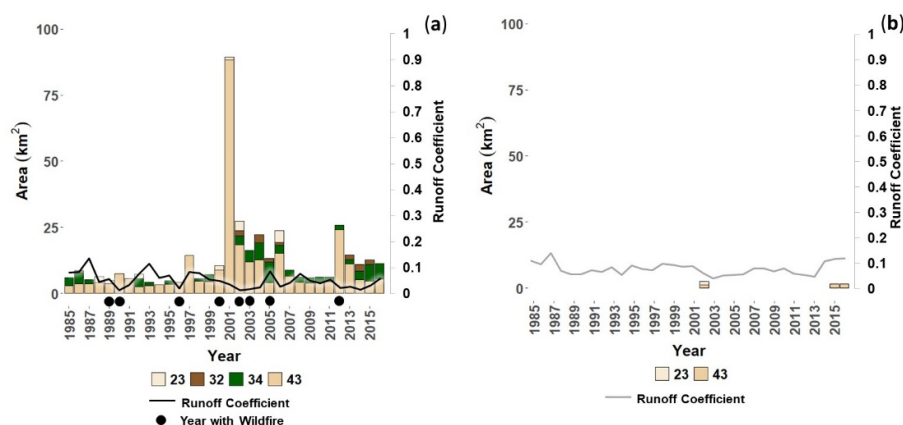 (a)
100
75
50
25
0
Area (km²)
1
0.9
0.8
0.7
0.6
0.5
0.4
0.3
0.2
0.1
0
Runoff Coefficient
1985 1987 1989 1991 1993 1995 1997 1999 2001 2003 2005 2007 2009 2011 2013 2015
Year
23 32 34 43
Runoff Coefficient
Year with Wildfire
(b)
100
75
50
25
0
Area (km²)
1
0.9
0.8
0.7
0.6
0.5
0.4
0.3
0.2
0.1
0
Runoff Coefficient
1985 1987 1989 1991 1993 1995 1997 1999 2001 2003 2005 2007 2009 2011 2013 2015
Year
23 43
Runoff Coefficient